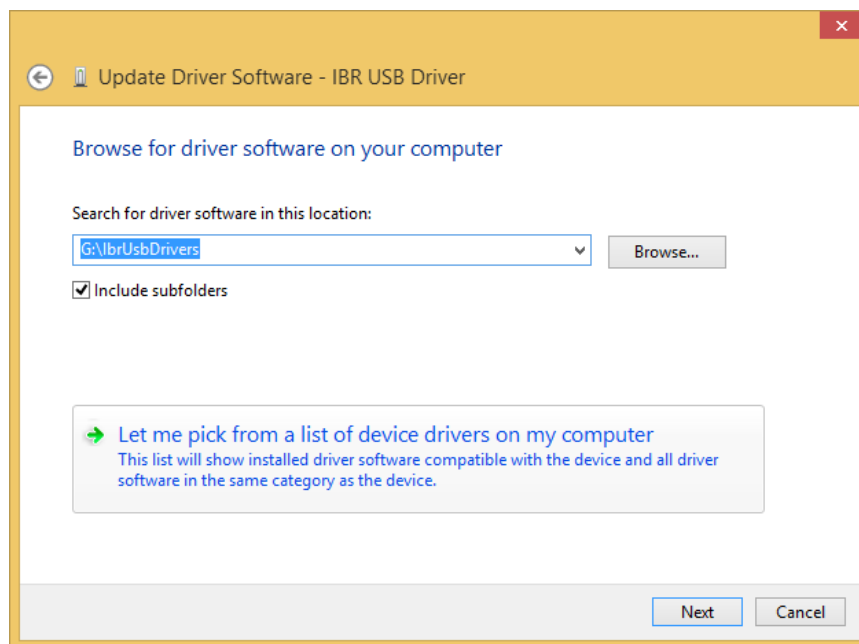 Update Driver Software - IBR USB Driver
Browse for driver software on your computer
Search for driver software in this location:
G:\IbrUsbDrivers
Browse...
Include subfolders
Let me pick from a list of device drivers on my computer
This list will show installed driver software compatible with the device and all driver
software in the same category as the device.
Next
Cancel